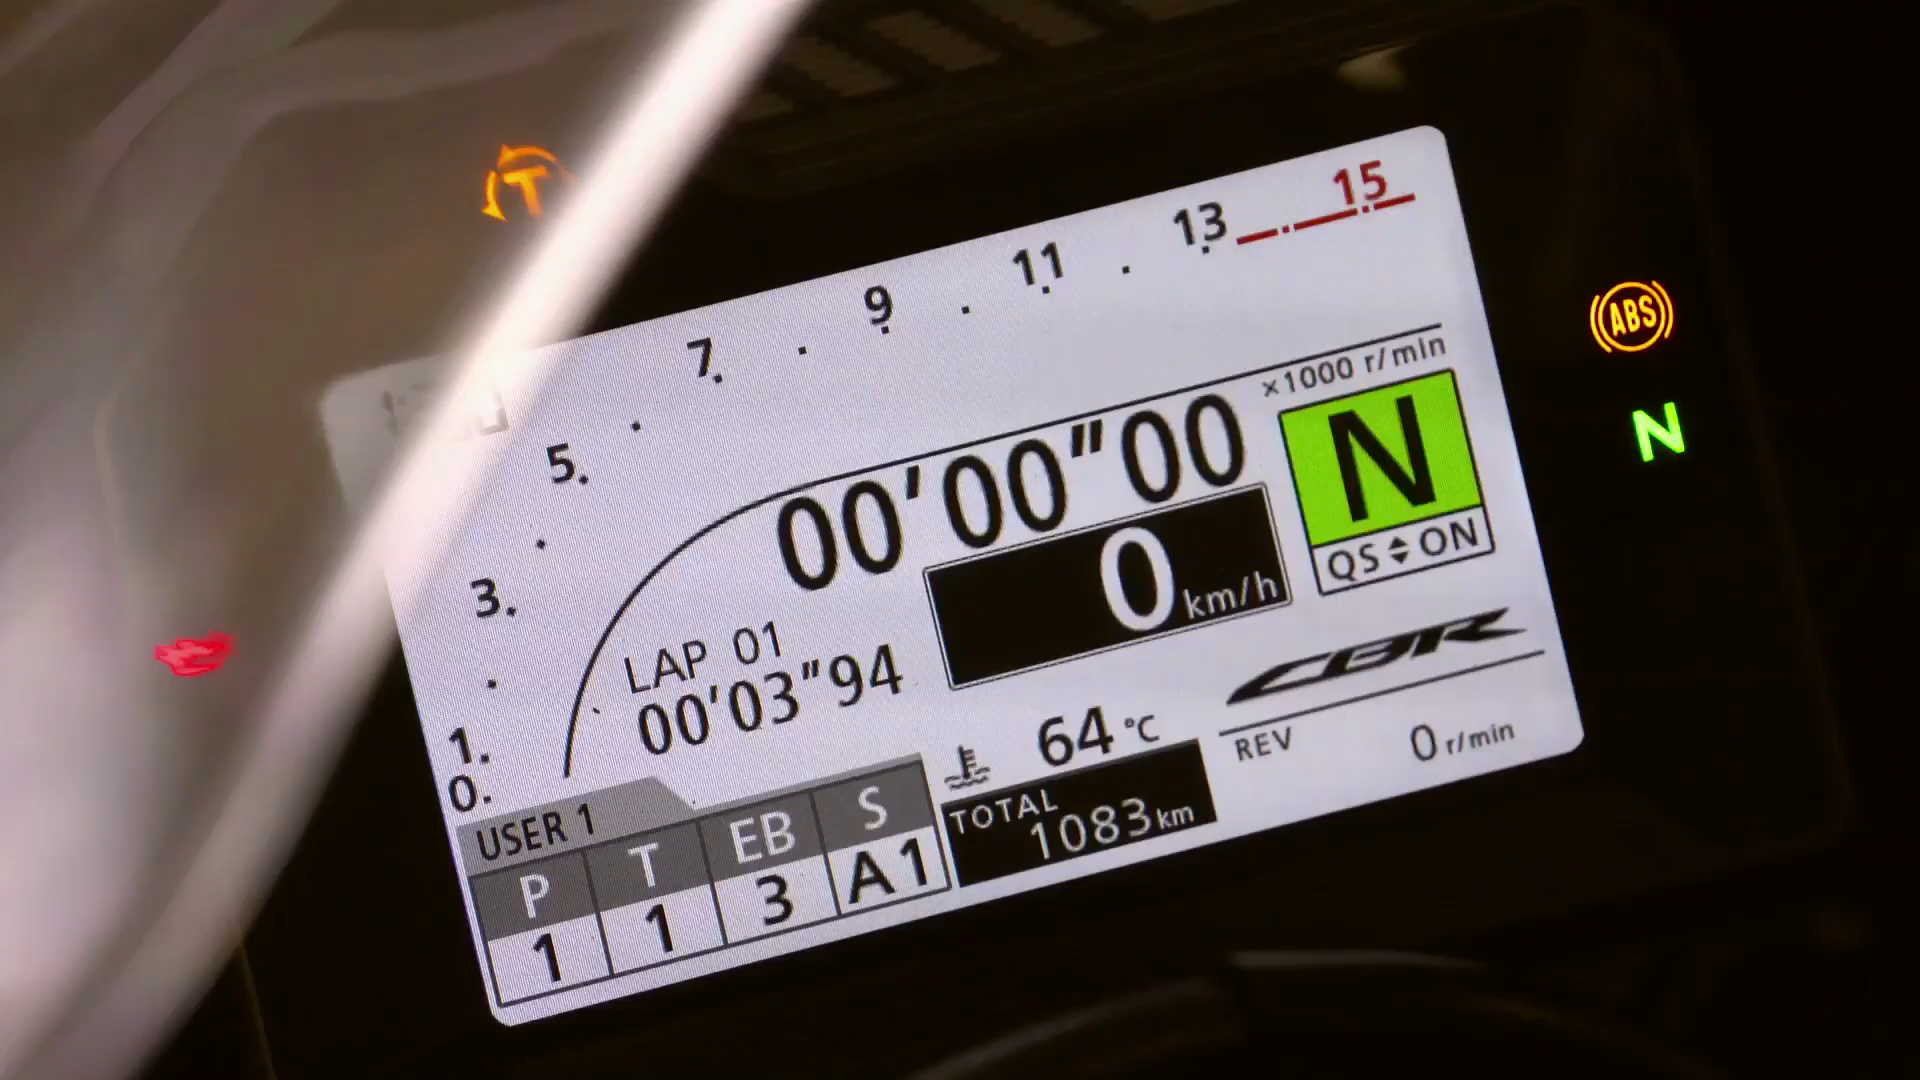 T
15
13
11
9
7
5
3
1
0
×1000 r/min
00'00"00
N
QS ON
0 km/h
ABS
N
LAP 01
00'03"94
CBR
REV 0 r/min
64 °C
TOTAL
1083 km
USER 1
P T EB S
1 1 3 A1